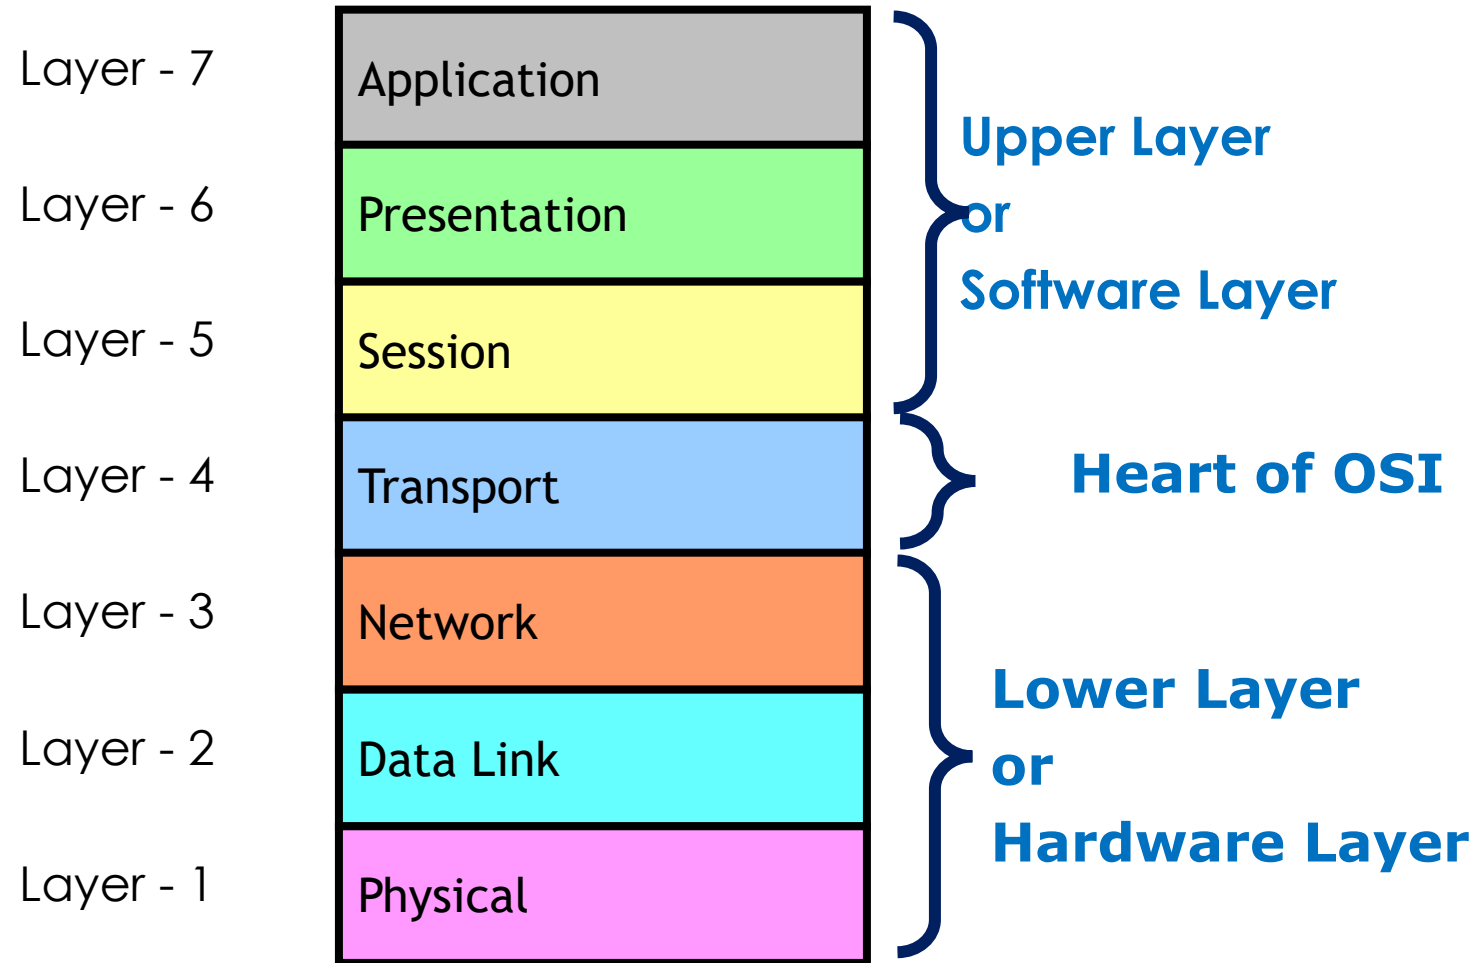 Layer - 7
Application
Upper Layer
Layer - 6
Presentation
or
Software Layer
Layer - 5
Session
Layer - 4
Transport
Heart of OSI
Layer - 3
Network
Lower Layer
Layer - 2
Data Link
or
Hardware Layer
Layer - 1
Physical